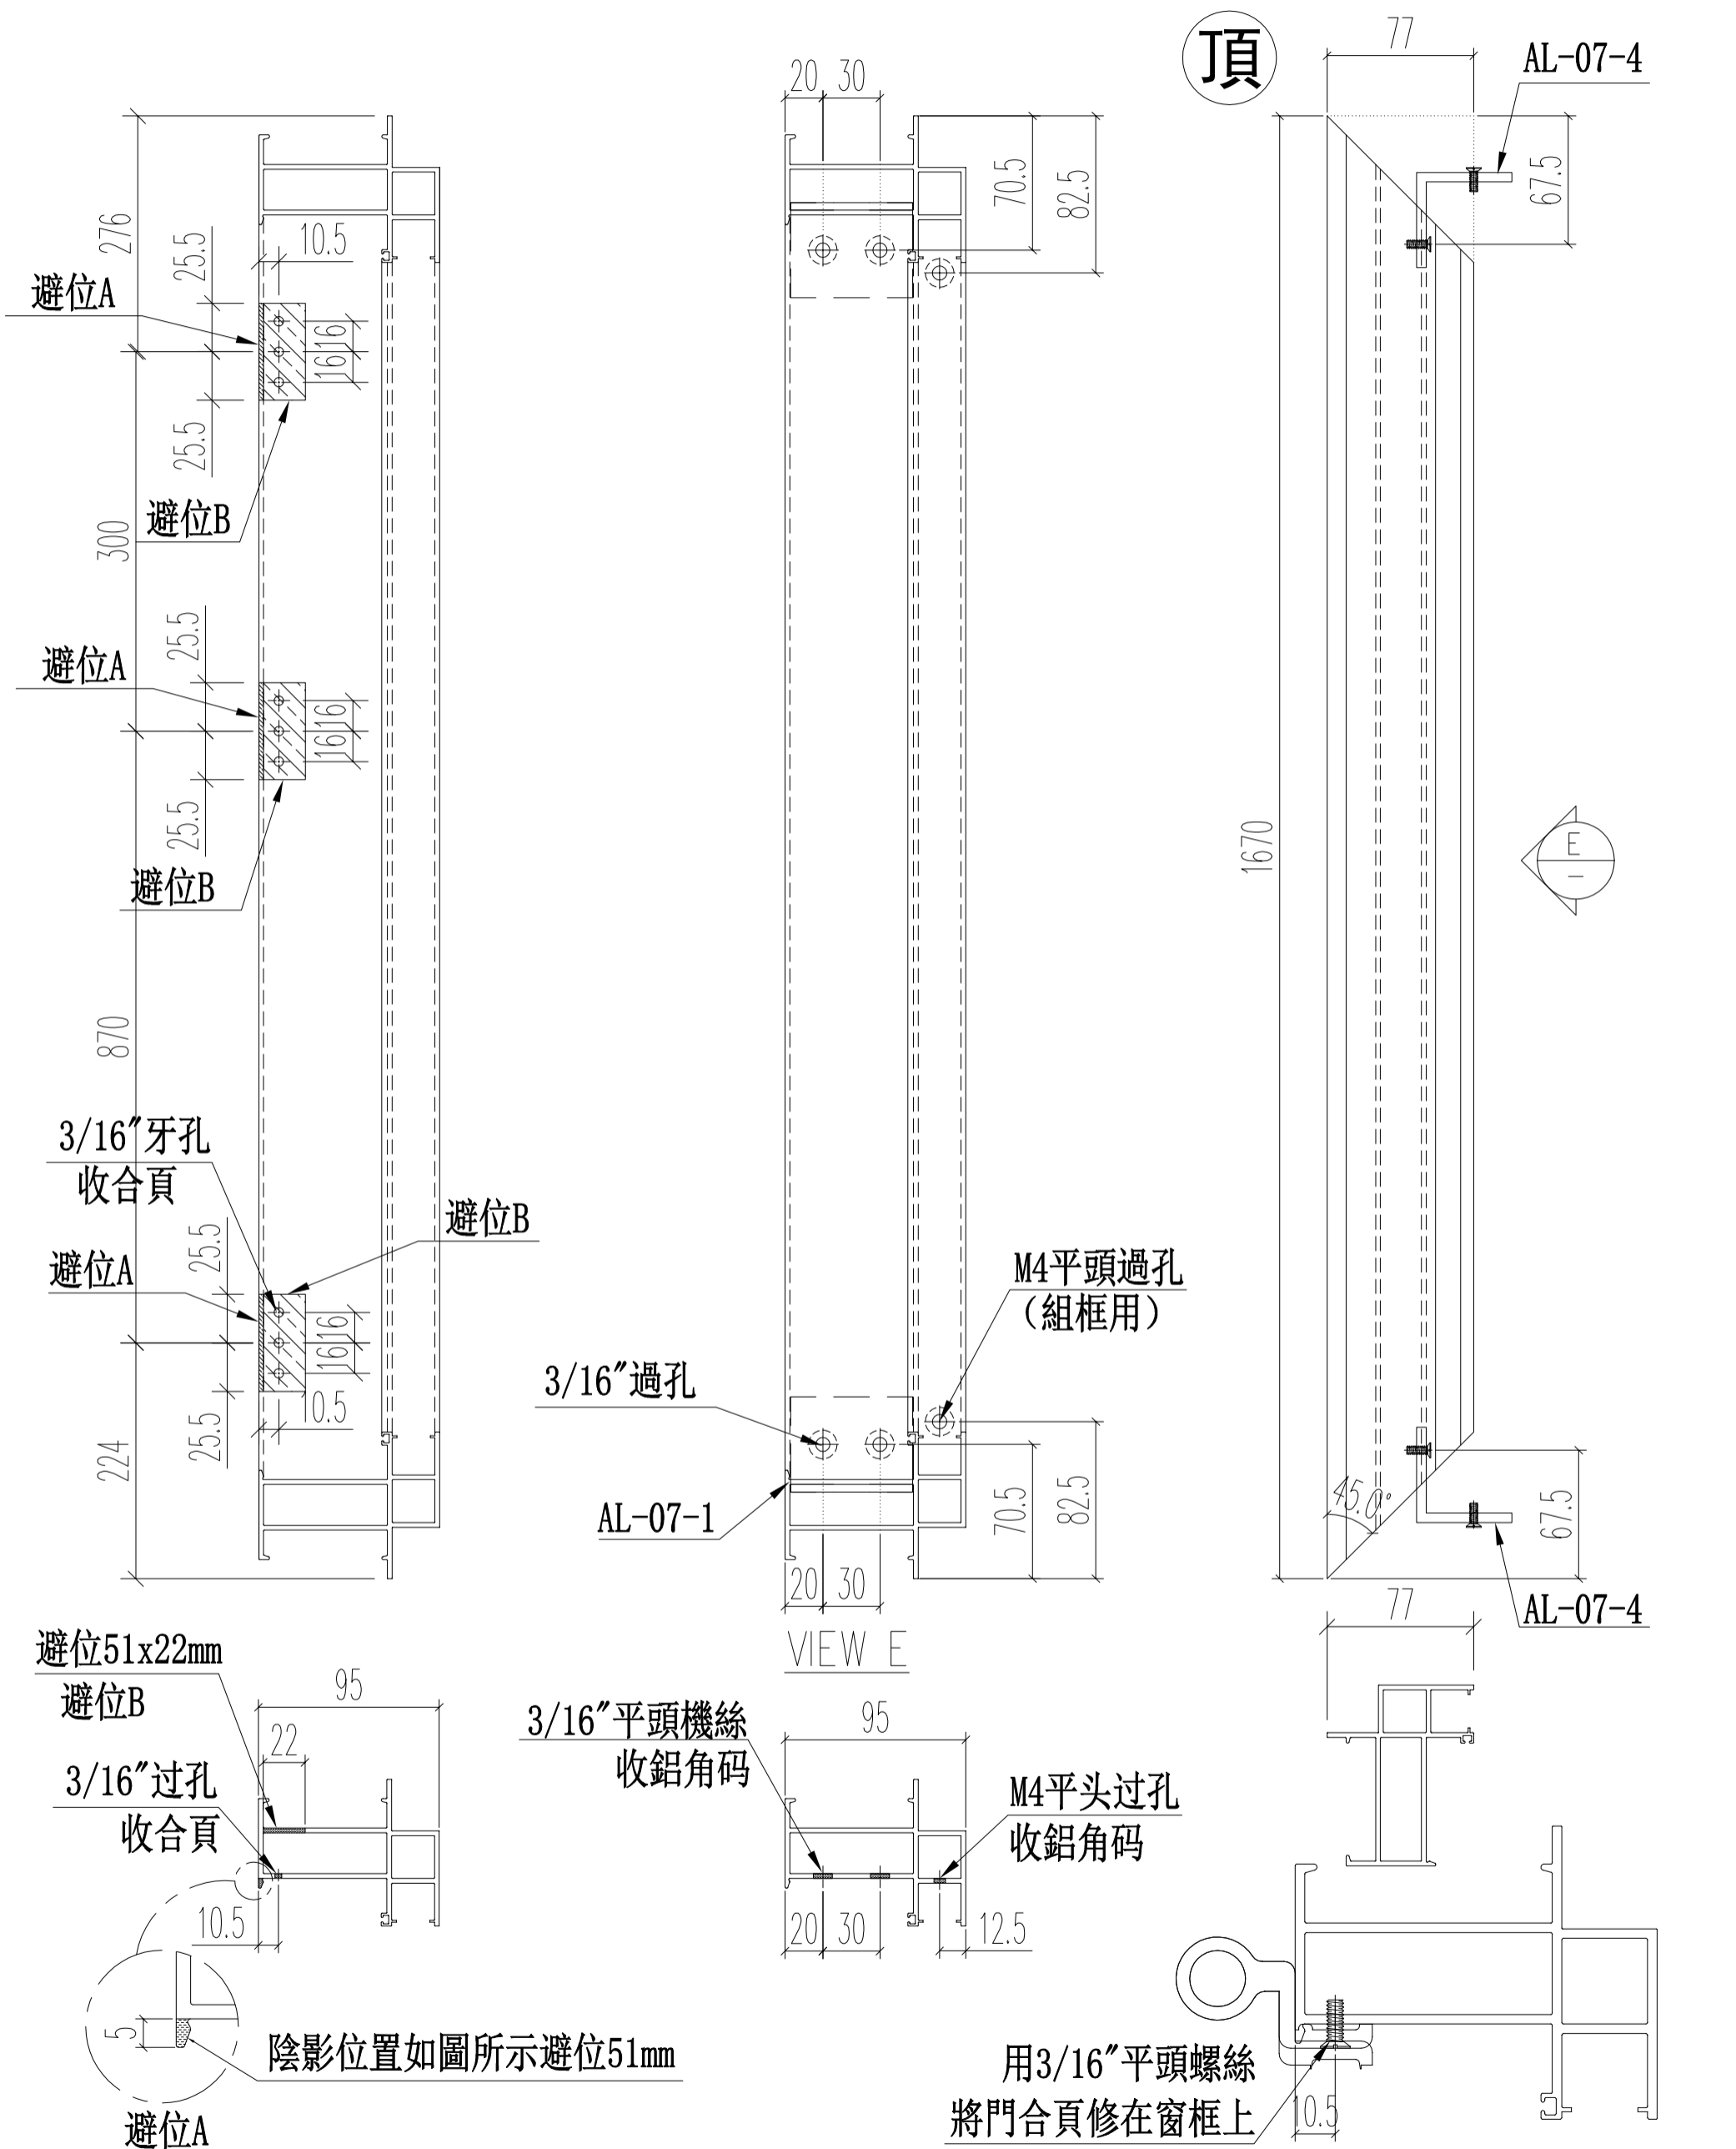 頂
77
AL-07-4
20 30
276
25.5
10.5
70.5
82.5
67.5
避位A
16 16
25.5
避位B
300
25.5
避位A
16 16
25.5
避位B
1670
E
870
3/16"牙孔
收合頁
避位B
25.5
避位A
M4平頭過孔
（組框用）
16 16
3/16"過孔
10.5
25.5
224
AL-07-1
70.5
82.5
45.0°
67.5
20 30
77
AL-07-4
VIEW E
避位51x22mm
避位B
95
22
3/16"平頭機絲
收鋁角码
95
3/16"过孔
收合頁
M4平头过孔
收鋁角码
10.5
20 30
12.5
5
陰影位置如圖所示避位51mm
避位A
用3/16"平頭螺絲
將門合頁修在窗框上
10.5